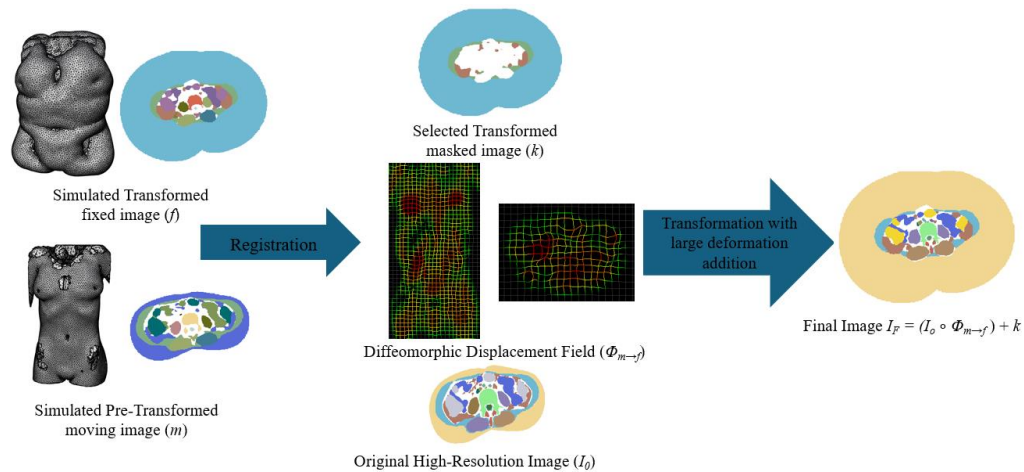 Simulated Transformed
fixed image (f)
Registration
Simulated Pre-Transformed
moving image (m)
Selected Transformed
masked image (k)
Diffeomorphic Displacement Field (Φm→f)
Original High-Resolution Image (I0)
Transformation with
large deformation
addition
Final Image IF = (Io ∘ Φm→f) + k